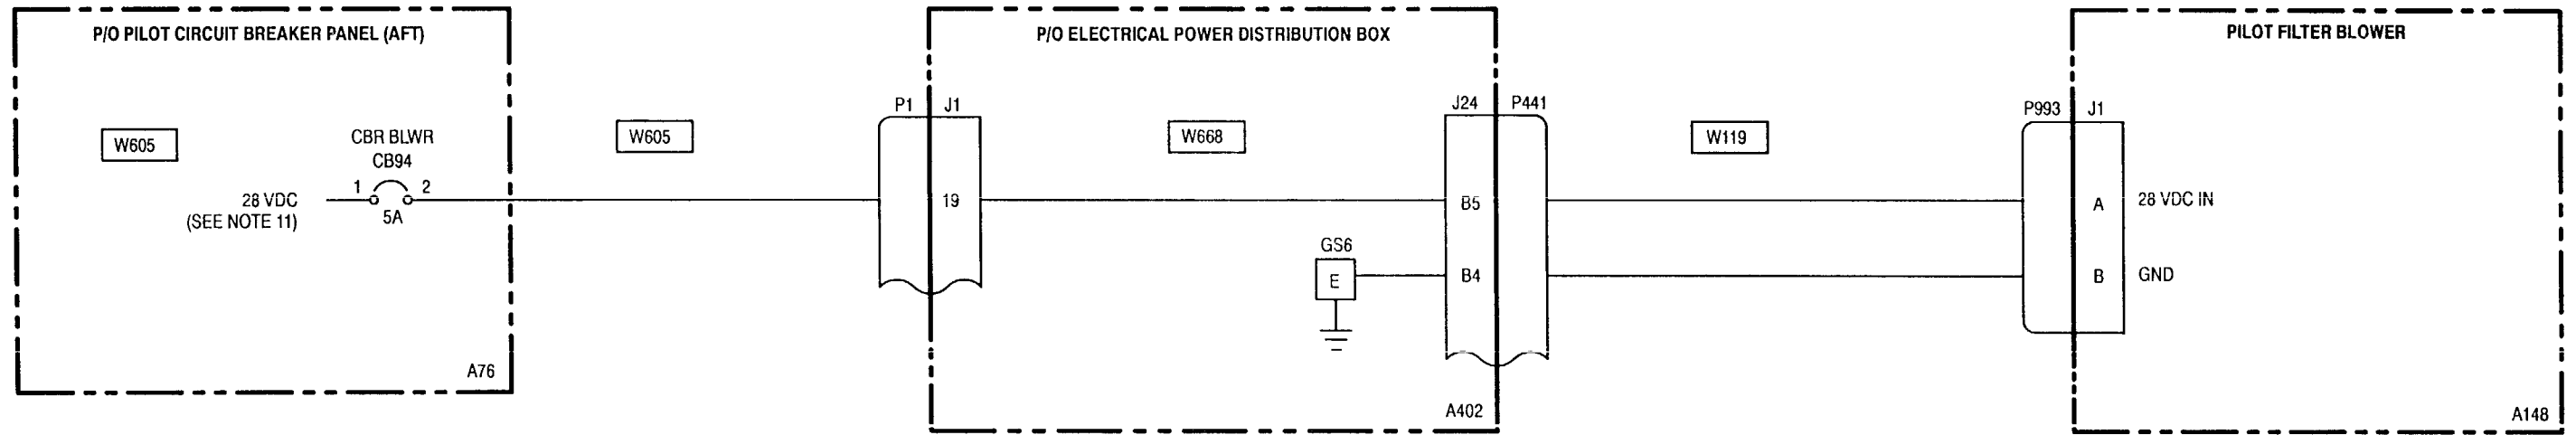 P/O PILOT CIRCUIT BREAKER PANEL (AFT)
W605
CBR BLWR
CB94
1
2
5A
28 VDC
(SEE NOTE 11)
A76
W605
P/O ELECTRICAL POWER DISTRIBUTION BOX
P1
J1
19
W668
GS6
E
J24
P441
B5
B4
A402
W119
PILOT FILTER BLOWER
P993
J1
A
28 VDC IN
B
GND
A148